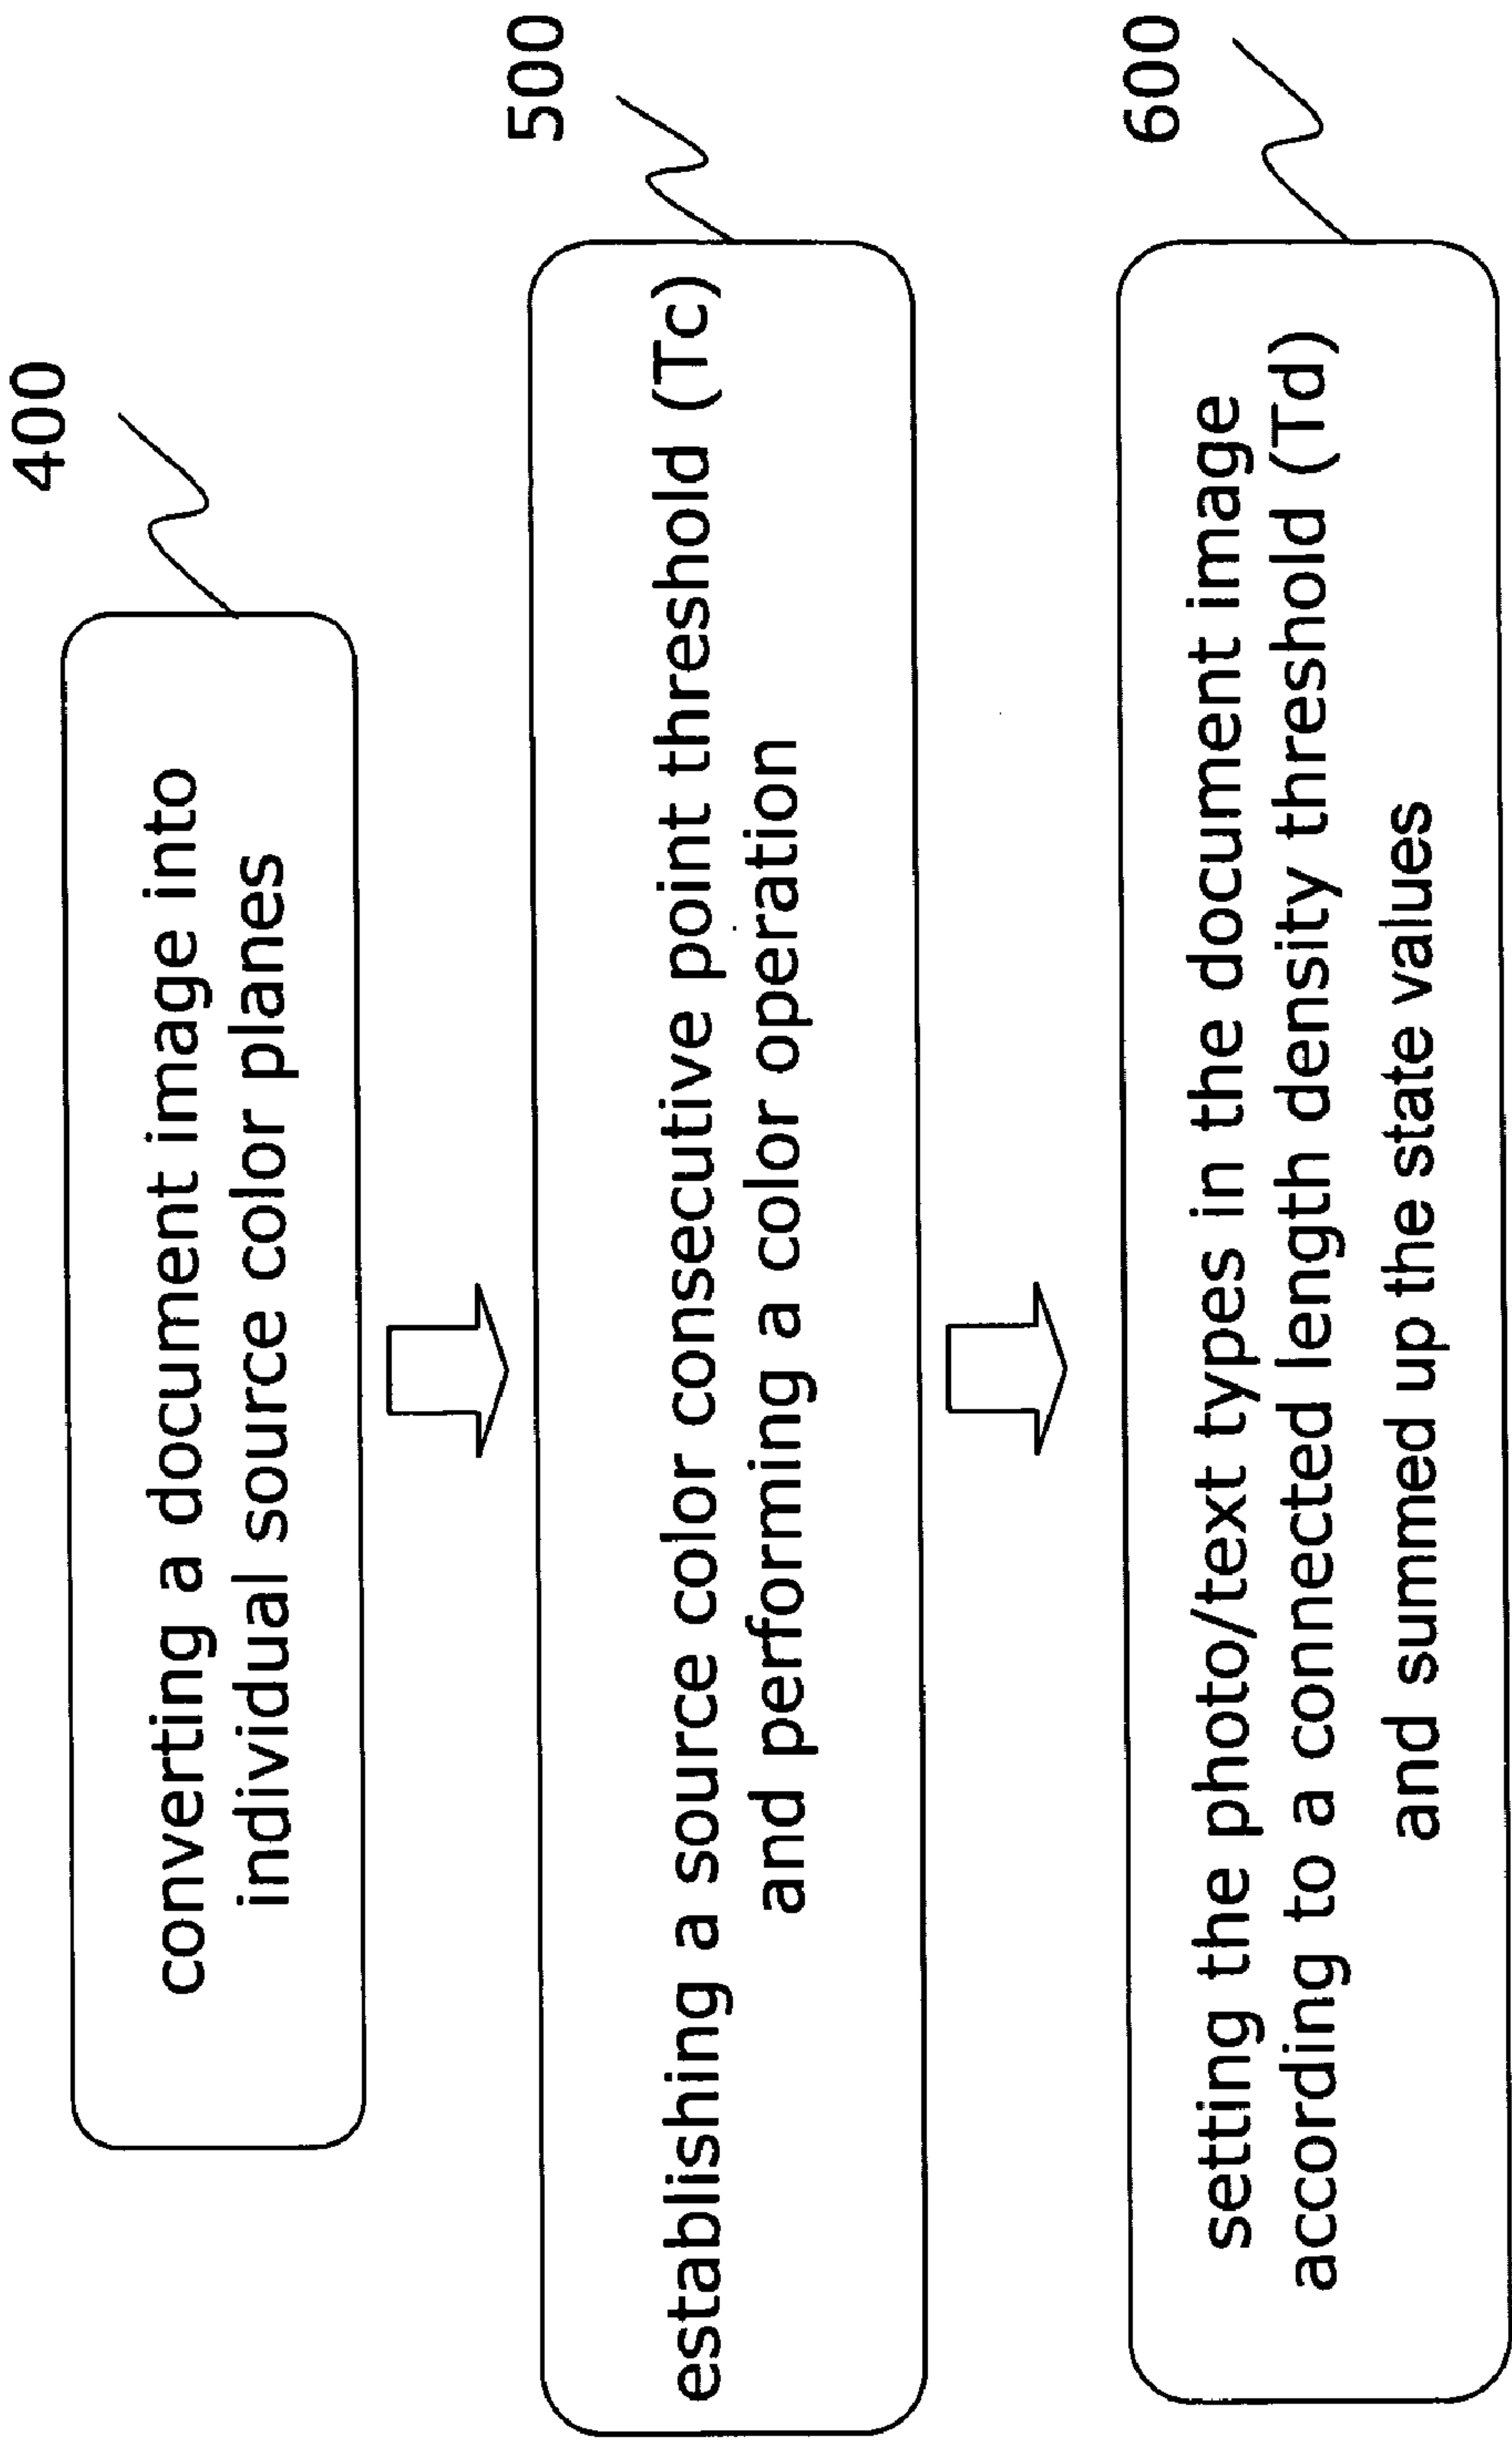 400
converting a document image into
individual source color planes
500
establishing a source color consecutive point threshold (Tc)
and performing a color operation
600
setting the photo/text types in the document image
according to a connected length density threshold (Td)
and summed up the state values